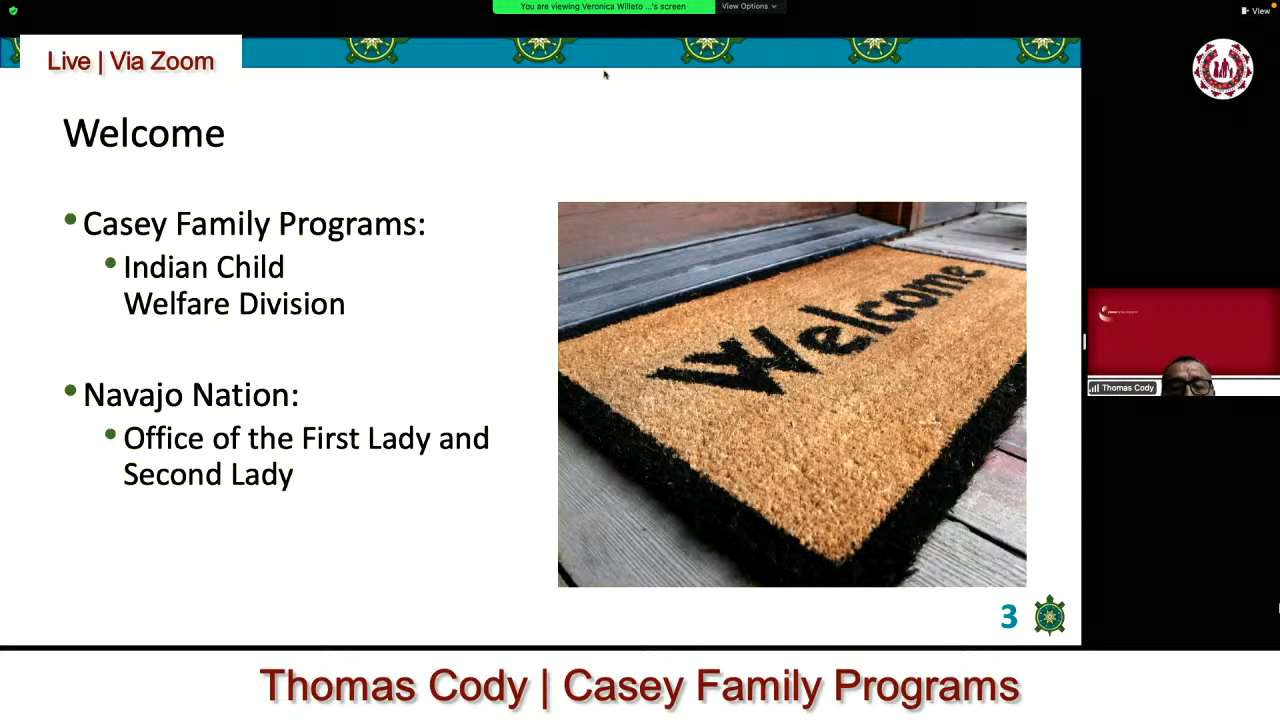 You are viewing Veronica Willeto ...'s screen
View Options
View
Live | Via Zoom
Welcome
• Casey Family Programs:
• Indian Child
Welfare Division
• Navajo Nation:
• Office of the First Lady and
Second Lady
Welcome
Thomas Cody
3
Thomas Cody | Casey Family Programs